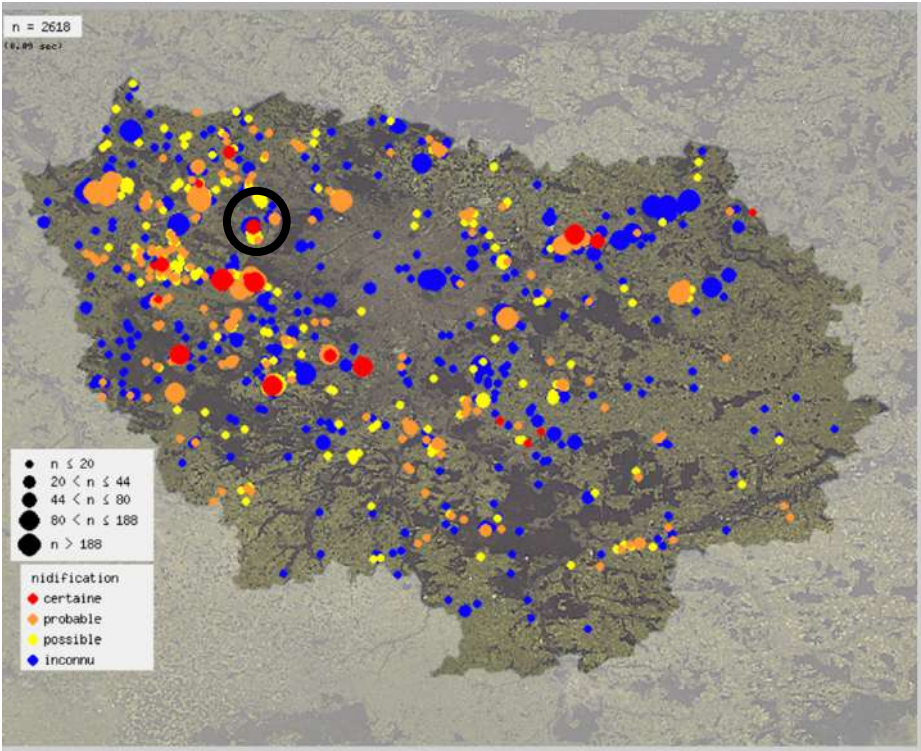 n = 2618
(0.09 sec)
n ≤ 20
20 < n ≤ 44
44 < n ≤ 80
80 < n ≤ 188
n > 188
nidification
certaine
probable
possible
inconnu